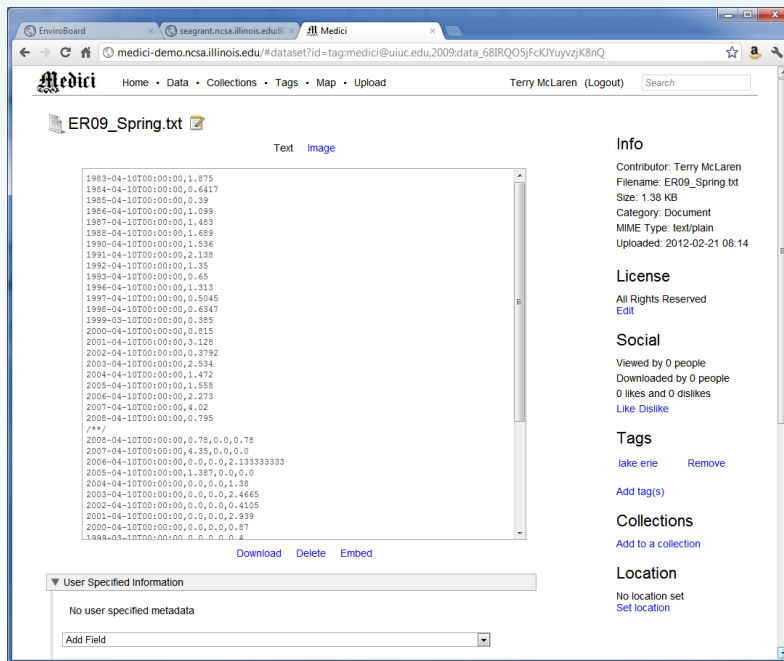 EnviroBoard
seagrant.ncsa.illinois.edu:8
Medici
medici-demo.ncsa.illinois.edu/#dataset?id=tag:medici@uiuc.edu,2009:data_68IRQO5jFcKJYuyvzjK8nQ
Medici
Home • Data • Collections • Tags • Map • Upload
Terry McLaren (Logout)
Search
ER09_Spring.txt
Text Image
1983-04-10T00:00:00,1.875
1984-04-10T00:00:00,0.6417
1985-04-10T00:00:00,0.39
1986-04-10T00:00:00,1.099
1987-04-10T00:00:00,1.483
1988-04-10T00:00:00,1.689
1990-04-10T00:00:00,1.536
1991-04-10T00:00:00,2.138
1992-04-10T00:00:00,1.35
1993-04-10T00:00:00,0.65
1996-04-10T00:00:00,1.313
1997-04-10T00:00:00,0.5045
1998-04-10T00:00:00,0.6347
1999-03-10T00:00:00,0.385
2000-04-10T00:00:00,0.815
2001-04-10T00:00:00,3.128
2002-04-10T00:00:00,0.3792
2003-04-10T00:00:00,2.534
2004-04-10T00:00:00,1.472
2005-04-10T00:00:00,1.558
2006-04-10T00:00:00,2.273
2007-04-10T00:00:00,4.02
2008-04-10T00:00:00,0.795
/**/
2008-04-10T00:00:00,0.78,0.0,0.78
2007-04-10T00:00:00,4.35,0.0,0.0
2006-04-10T00:00:00,0.0,0.0,2.133333333
2005-04-10T00:00:00,1.387,0.0,0.0
2004-04-10T00:00:00,0.0,0.0,1.38
2003-04-10T00:00:00,0.0,0.0,2.4665
2002-04-10T00:00:00,0.0,0.0,0.4105
2001-04-10T00:00:00,0.0,0.0,2.939
2000-04-10T00:00:00,0.0,0.0,0.87
1999-03-10T00:00:00,0.0,0.0,0.4
Download Delete Embed
User Specified Information
No user specified metadata
Add Field
Info
Contributor: Terry McLaren
Filename: ER09_Spring.txt
Size: 1.38 KB
Category: Document
MIME Type: text/plain
Uploaded: 2012-02-21 08:14
License
All Rights Reserved
Edit
Social
Viewed by 0 people
Downloaded by 0 people
0 likes and 0 dislikes
Like Dislike
Tags
lake erie Remove
Add tag(s)
Collections
Add to a collection
Location
No location set
Set location